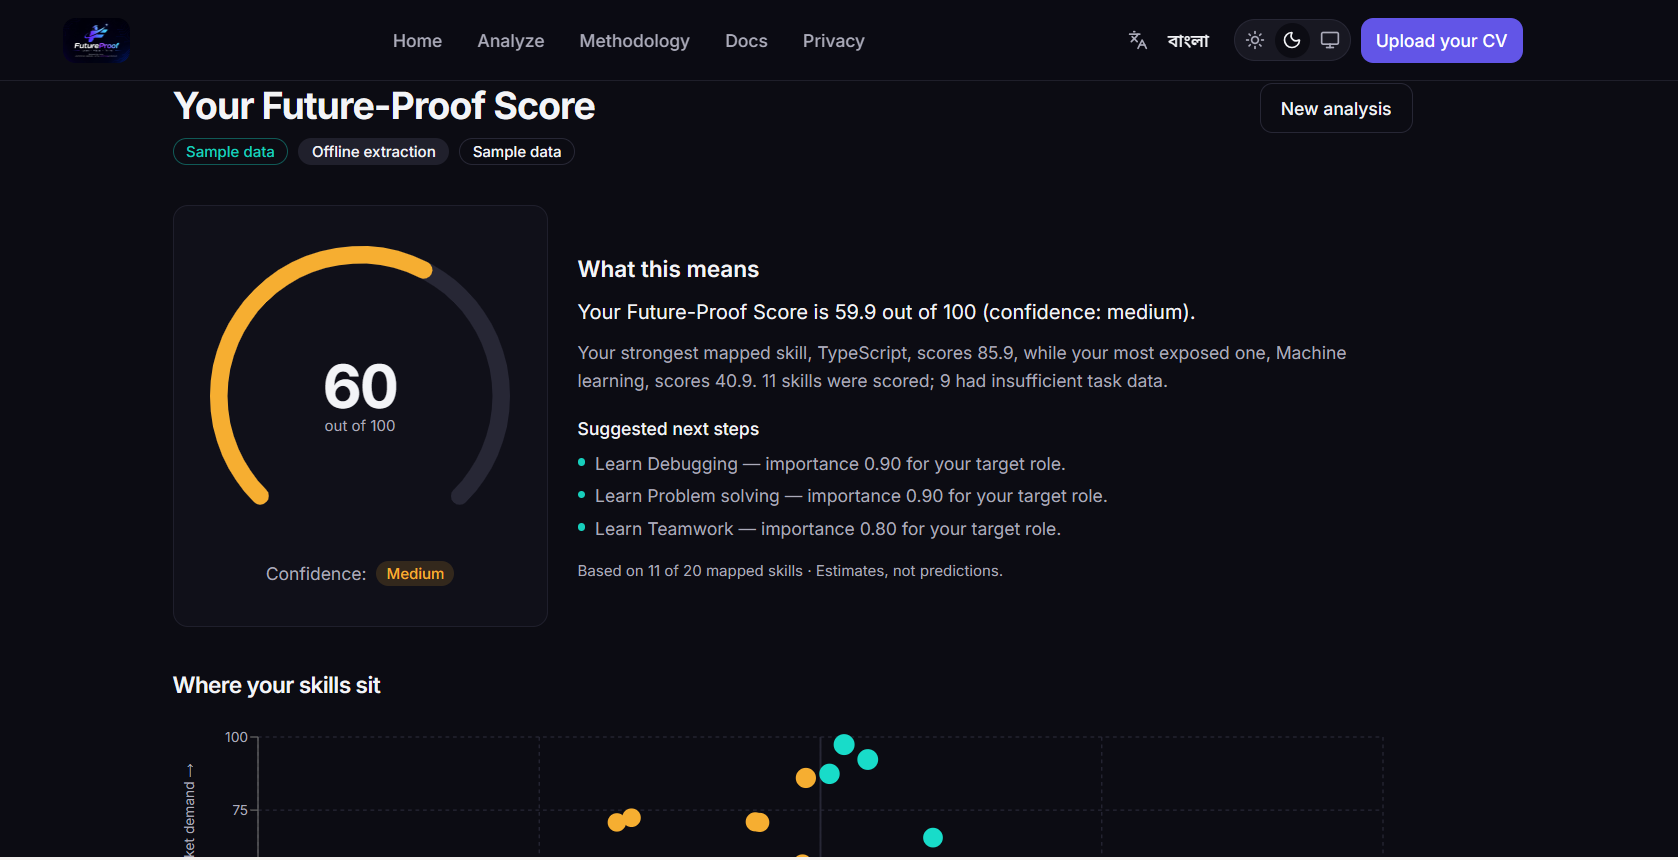 FutureProof
Home
Analyze
Methodology
Docs
Privacy
বাংলা
Upload your CV
Your Future-Proof Score
New analysis
Sample data
Offline extraction
Sample data
60
out of 100
Confidence: Medium
What this means
Your Future-Proof Score is 59.9 out of 100 (confidence: medium).
Your strongest mapped skill, TypeScript, scores 85.9, while your most exposed one, Machine
learning, scores 40.9. 11 skills were scored; 9 had insufficient task data.
Suggested next steps
Learn Debugging — importance 0.90 for your target role.
Learn Problem solving — importance 0.90 for your target role.
Learn Teamwork — importance 0.80 for your target role.
Based on 11 of 20 mapped skills · Estimates, not predictions.
Where your skills sit
100
75
ket demand →